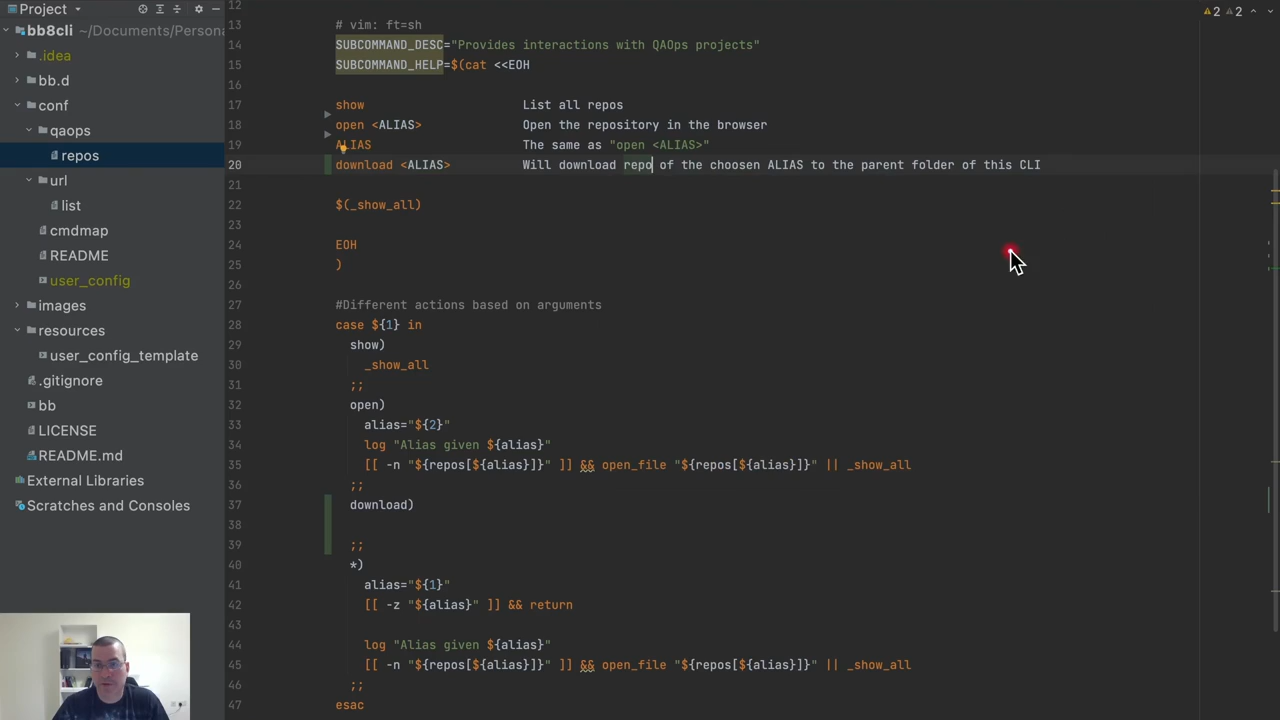 Project
bb8cli ~/Documents/Persona
.idea
bb.d
conf
qaops
repos
url
list
cmdmap
README
user_config
images
resources
user_config_template
.gitignore
bb
LICENSE
README.md
External Libraries
Scratches and Consoles
2 2
12
13 # vim: ft=sh
14 SUBCOMMAND_DESC="Provides interactions with QAOps projects"
15 SUBCOMMAND_HELP=$(cat <<EOH
16
17 show List all repos
18 open <ALIAS> Open the repository in the browser
19 ALIAS The same as "open <ALIAS>"
20 download <ALIAS> Will download repo of the choosen ALIAS to the parent folder of this CLI
21
22 $(_show_all)
23
24 EOH
25 )
26
27 #Different actions based on arguments
28 case ${1} in
29 show)
30 _show_all
31 ;;
32 open)
33 alias="${2}"
34 log "Alias given ${alias}"
35 [[ -n "${repos[${alias}]}" ]] && open_file "${repos[${alias}]}" || _show_all
36 ;;
37 download)
38
39 ;;
40 *)
41 alias="${1}"
42 [[ -z "${alias}" ]] && return
43
44 log "Alias given ${alias}"
45 [[ -n "${repos[${alias}]}" ]] && open_file "${repos[${alias}]}" || _show_all
46 ;;
47 esac